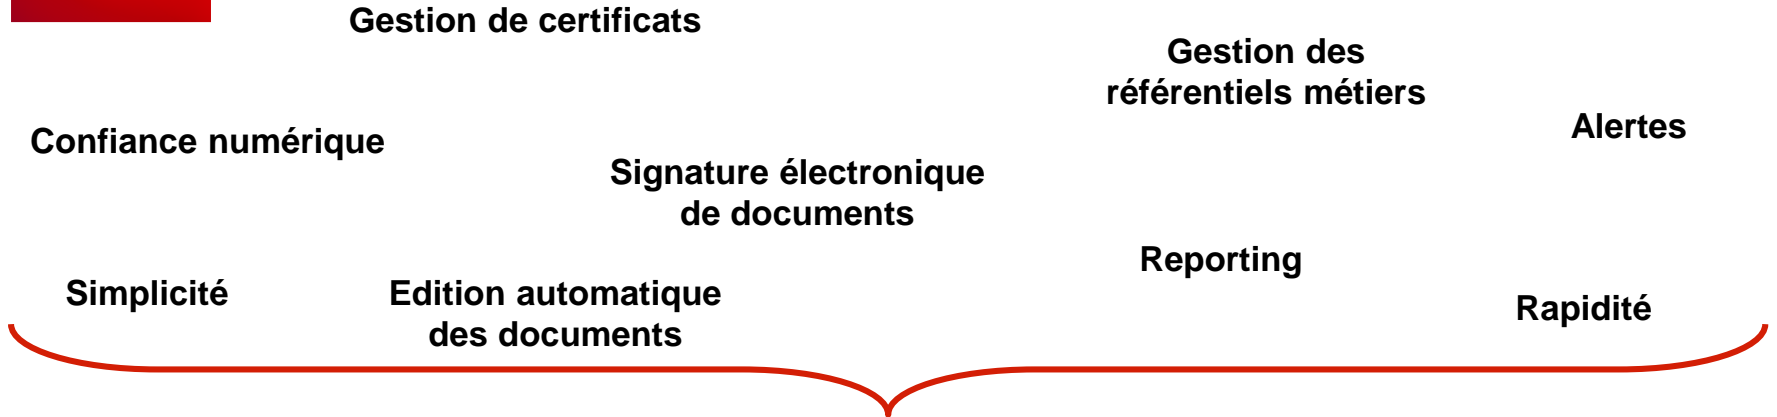 Gestion de certificats
Gestion des
référentiels métiers
Alertes
Confiance numérique
Signature électronique
de documents
Reporting
Simplicité
Edition automatique
des documents
Rapidité